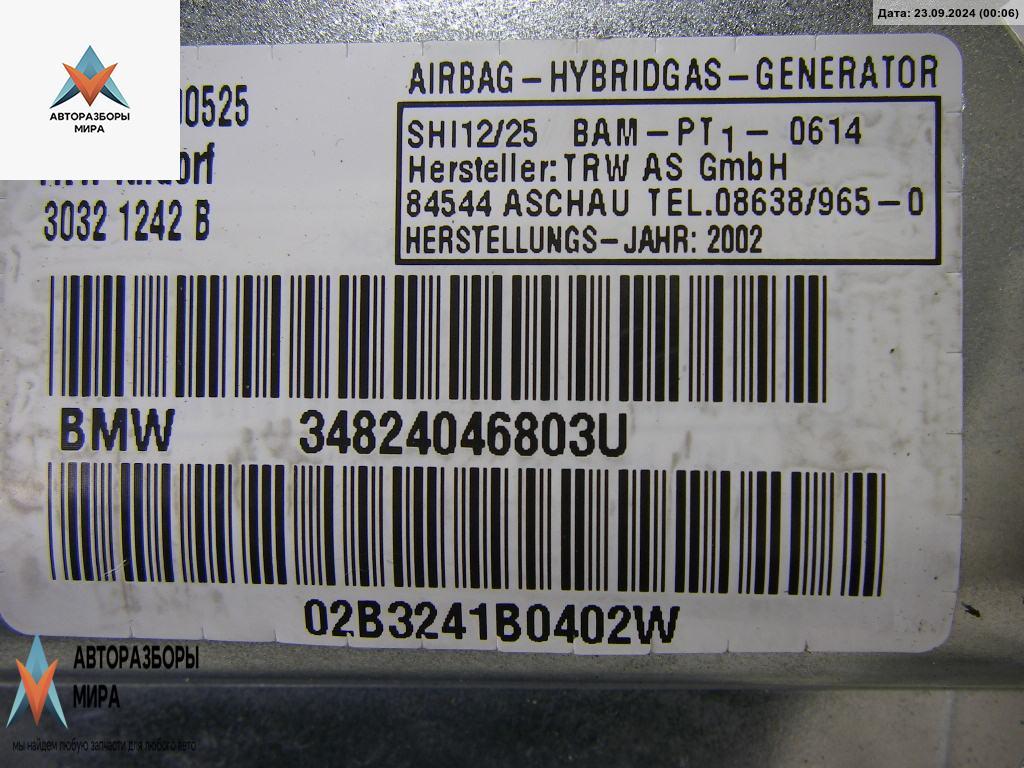 Дата: 23.09.2024 (00:06)
АВТОРАЗБОРЫ
МИРА
00525
AIRBAG-HYBRIDGAS-GENERATOR
SHI12/25 BAM-PT1- 0614
Hersteller: TRW AS GmbH
84544 ASCHAU TEL.08638/965-0
HERSTELLUNGS-JAHR: 2002
3032 1242 B
BMW 34824046803U
02B3241B0402W
АВТОРАЗБОРЫ
МИРА
мы найдем любую запчасти для любого авто